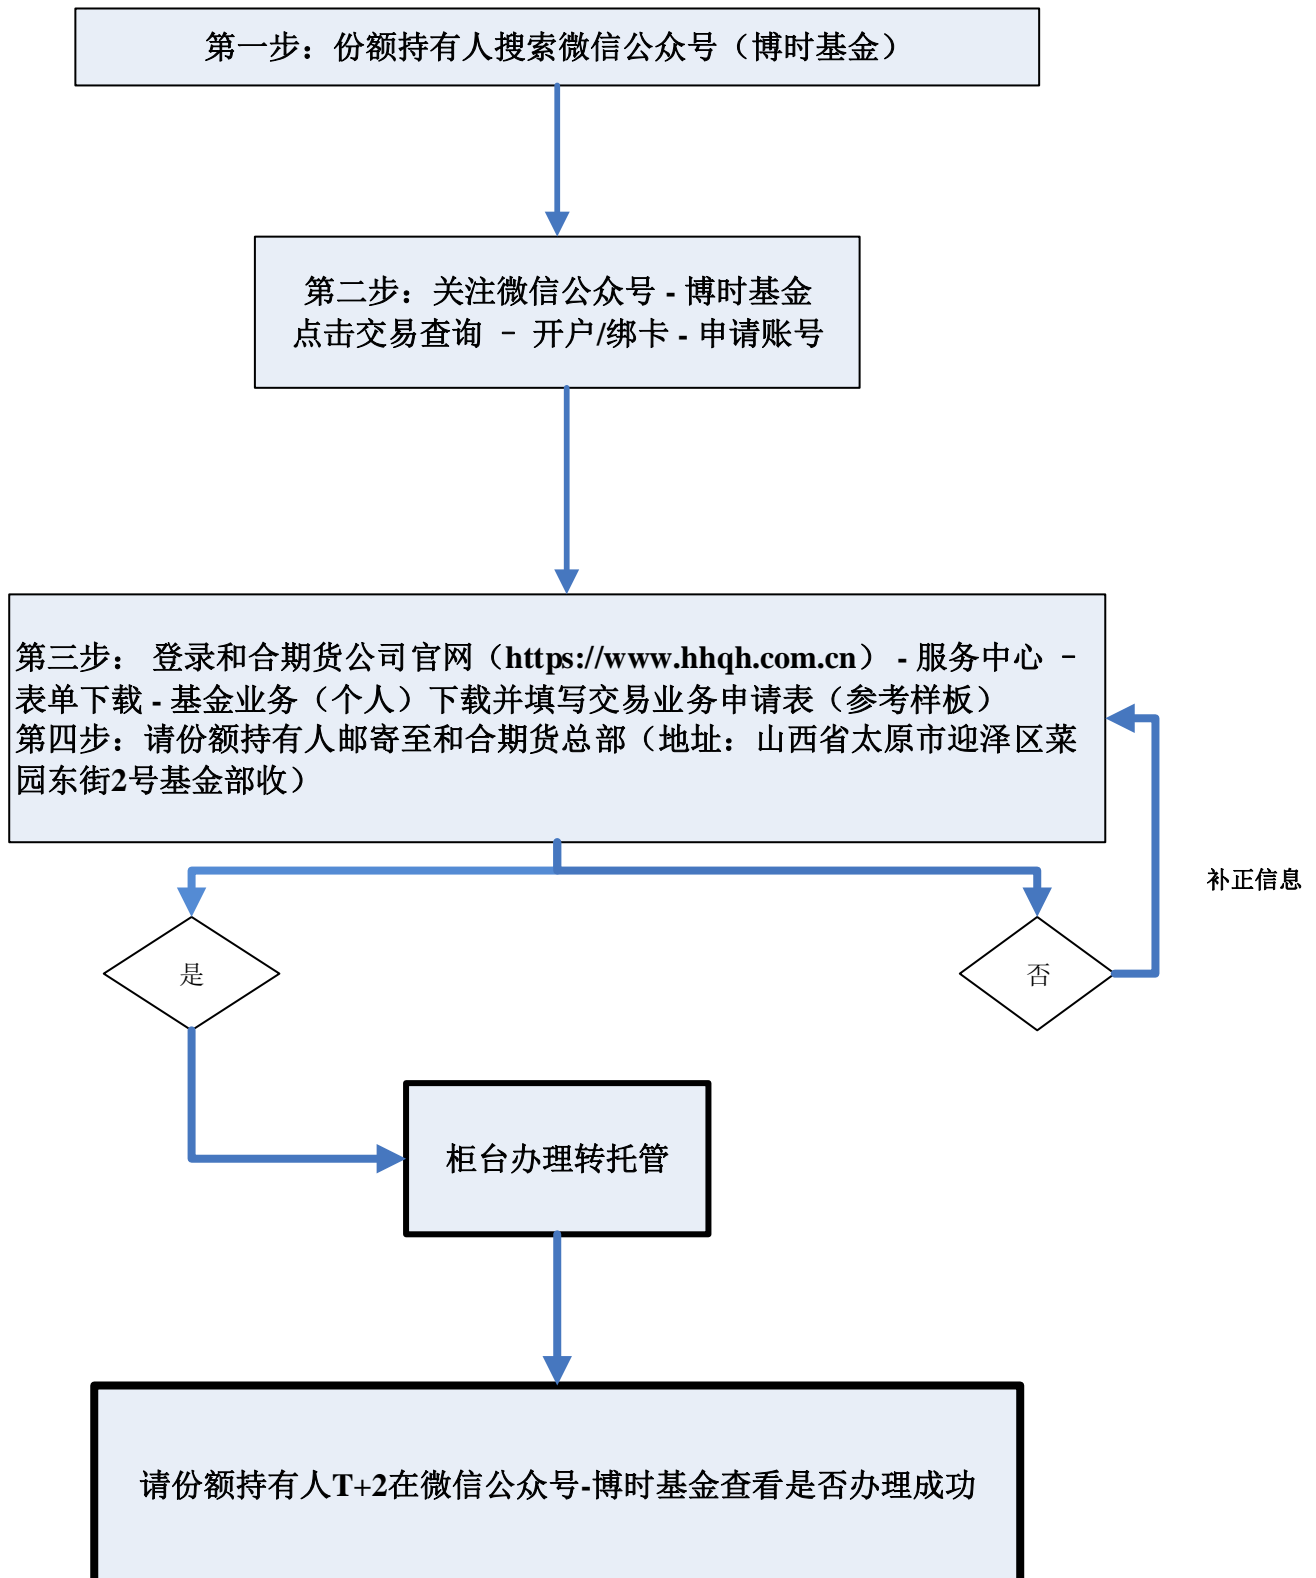 第一步：份额持有人搜索微信公众号（博时基金）
第二步：关注微信公众号 - 博时基金
点击交易查询 – 开户/绑卡 - 申请账号
第三步： 登录和合期货公司官网（https://www.hhqh.com.cn） - 服务中心 –
表单下载 - 基金业务（个人）下载并填写交易业务申请表（参考样板）
第四步：请份额持有人邮寄至和合期货总部（地址：山西省太原市迎泽区菜
园东街2号基金部收）
补正信息
是
否
柜台办理转托管
请份额持有人T+2在微信公众号-博时基金查看是否办理成功